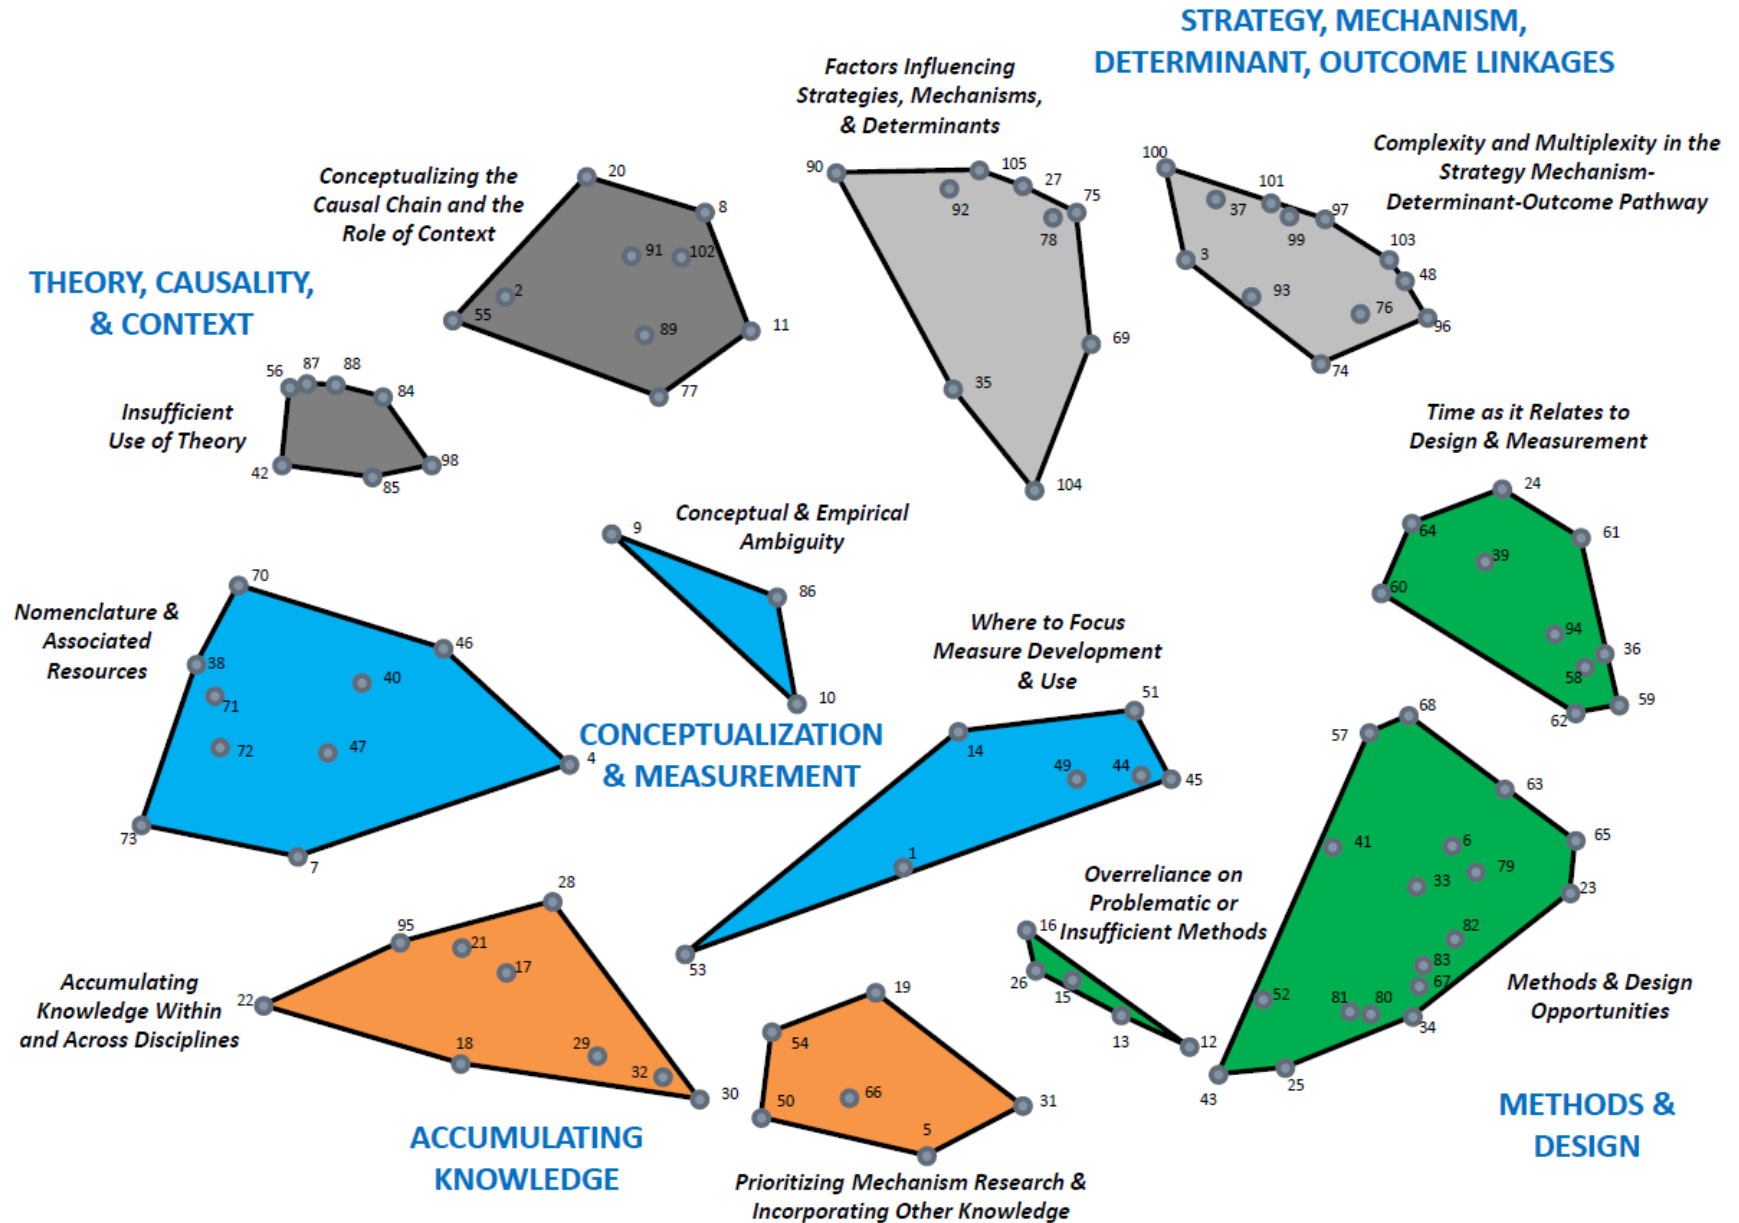 STRATEGY, MECHANISM,
DETERMINANT, OUTCOME LINKAGES
Factors Influencing
Strategies, Mechanisms,
& Determinants
90
105
27
75
92
78
69
35
104
Complexity and Multiplexity in the
Strategy Mechanism-
Determinant-Outcome Pathway
100
101
37
97
99
103
3
48
93
76
96
74
Conceptualizing the
Causal Chain and the
Role of Context
20
8
91
102
2
55
89
11
77
THEORY, CAUSALITY,
& CONTEXT
Insufficient
Use of Theory
56
87
88
84
42
98
85
Time as it Relates to
Design & Measurement
24
64
61
39
60
94
36
58
59
62
Conceptual & Empirical
Ambiguity
9
86
10
Nomenclature &
Associated
Resources
70
46
38
40
71
72
47
4
73
7
CONCEPTUALIZATION
& MEASUREMENT
Where to Focus
Measure Development
& Use
51
14
49
44
45
1
53
57
68
63
65
41
6
79
33
23
82
83
67
52
81
80
34
25
43
Methods & Design
Opportunities
Overreliance on
Problematic or
Insufficient Methods
16
26
15
13
12
Accumulating
Knowledge Within
and Across Disciplines
28
95
21
17
22
18
29
32
30
ACCUMULATING
KNOWLEDGE
19
54
50
66
31
5
Prioritizing Mechanism Research &
Incorporating Other Knowledge
METHODS &
DESIGN